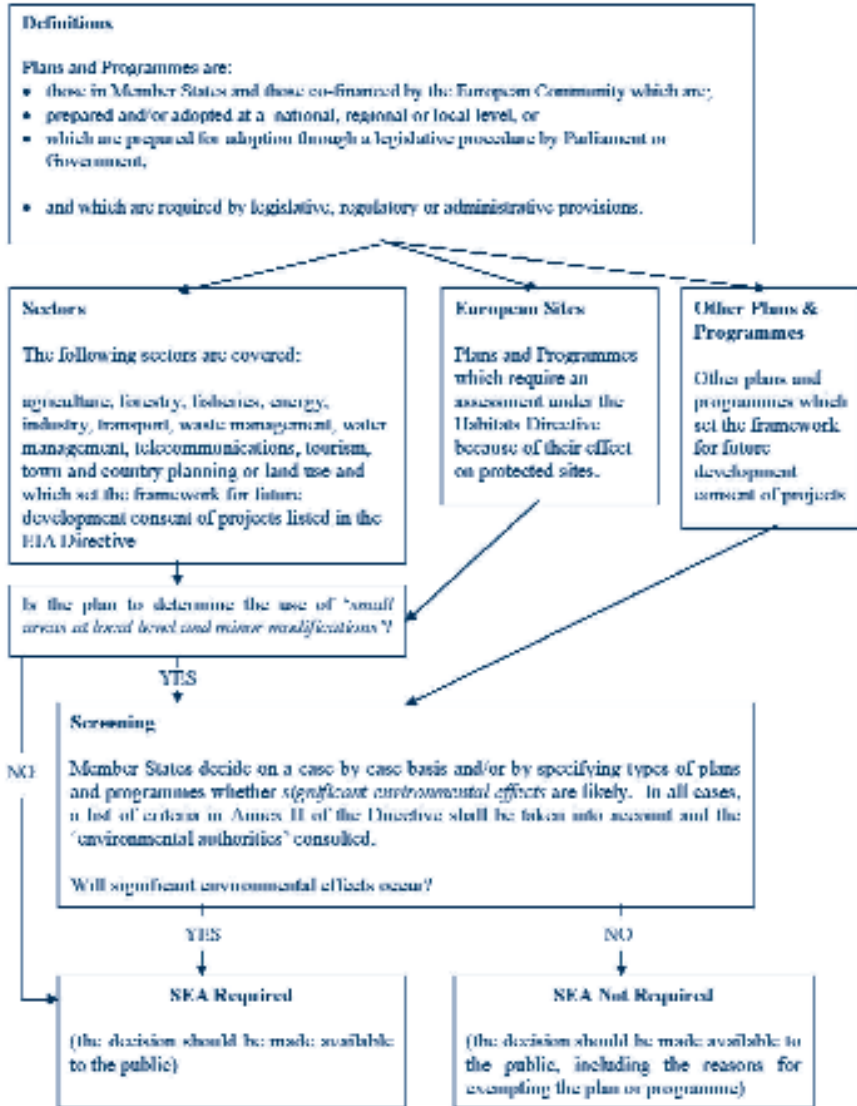 Definitions
Plans and Programmes are:
• those in Member States and those co-financed by the European Community which are;
• prepared and/or adopted at a national, regional or local level, or
• which are prepared for adoption through a legislative procedure by Parliament or
Government,
• and which are required by legislative, regulatory or administrative provisions.
Sectors
The following sectors are covered:
agriculture, forestry, fisheries, energy,
industry, transport, waste management, water
management, telecommunications, tourism,
town and country planning or land use and
which set the framework for future
development consent of projects listed in the
EIA Directive
European Sites
Plans and Programmes
which require an
assessment under the
Habitats Directive
because of their effect
on protected sites.
Other Plans &
Programmes
Other plans and
programmes which
set the framework
for future
development
consent of projects
Is the plan to determine the use of 'small
areas at local level and minor modifications'?
YES
NO
Screening
Member States decide on a case by case basis and/or by specifying types of plans
and programmes whether significant environmental effects are likely. In all cases,
a list of criteria in Annex II of the Directive shall be taken into account and the
'environmental authorities' consulted.
Will significant environmental effects occur?
YES
NO
SEA Required
(the decision should be made available
to the public)
SEA Not Required
(the decision should be made available to
the public, including the reasons for
exempting the plan or programme)